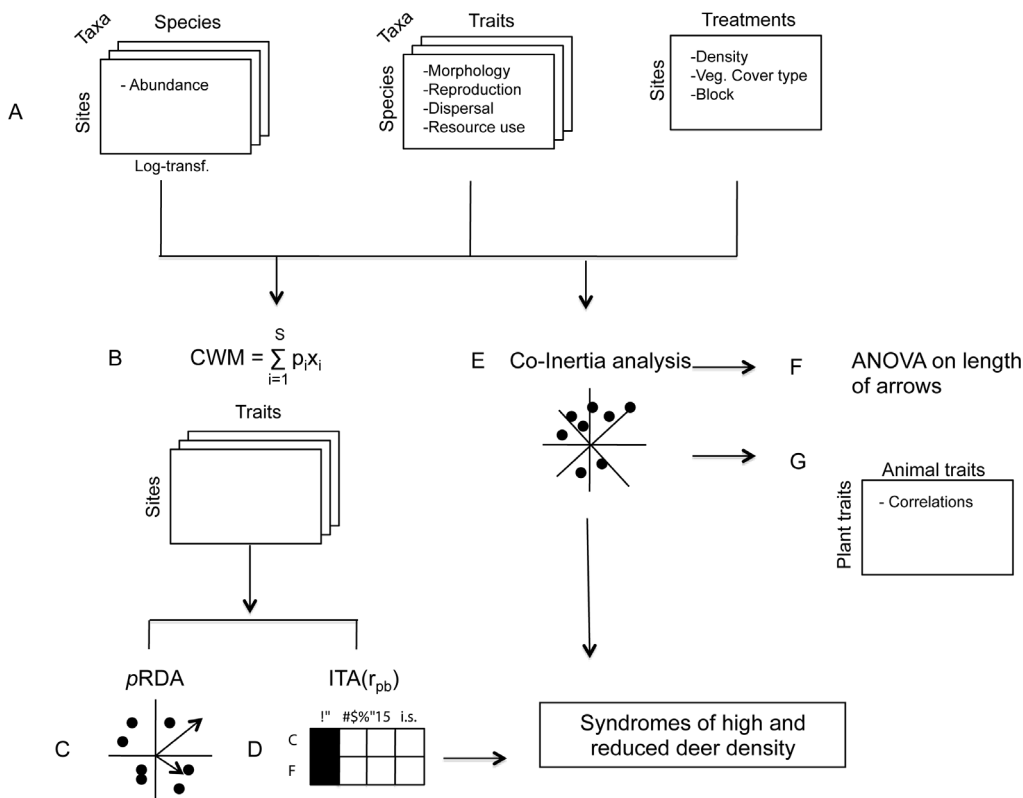 Taxa
Species
Sites
- Abundance
Log-transf.
Taxa
Traits
Species
-Morphology
-Reproduction
-Dispersal
-Resource use
Treatments
Sites
-Density
-Veg. Cover type
-Block
A
B
CWM = S ∑ i=1 pᵢxᵢ
Traits
Sites
E
Co-Inertia analysis
F
ANOVA on length
of arrows
G
Animal traits
Plant traits
- Correlations
pRDA
C
ITA(r_pb)
D
!" #$%"15 i.s.
C
F
Syndromes of high and
reduced deer density